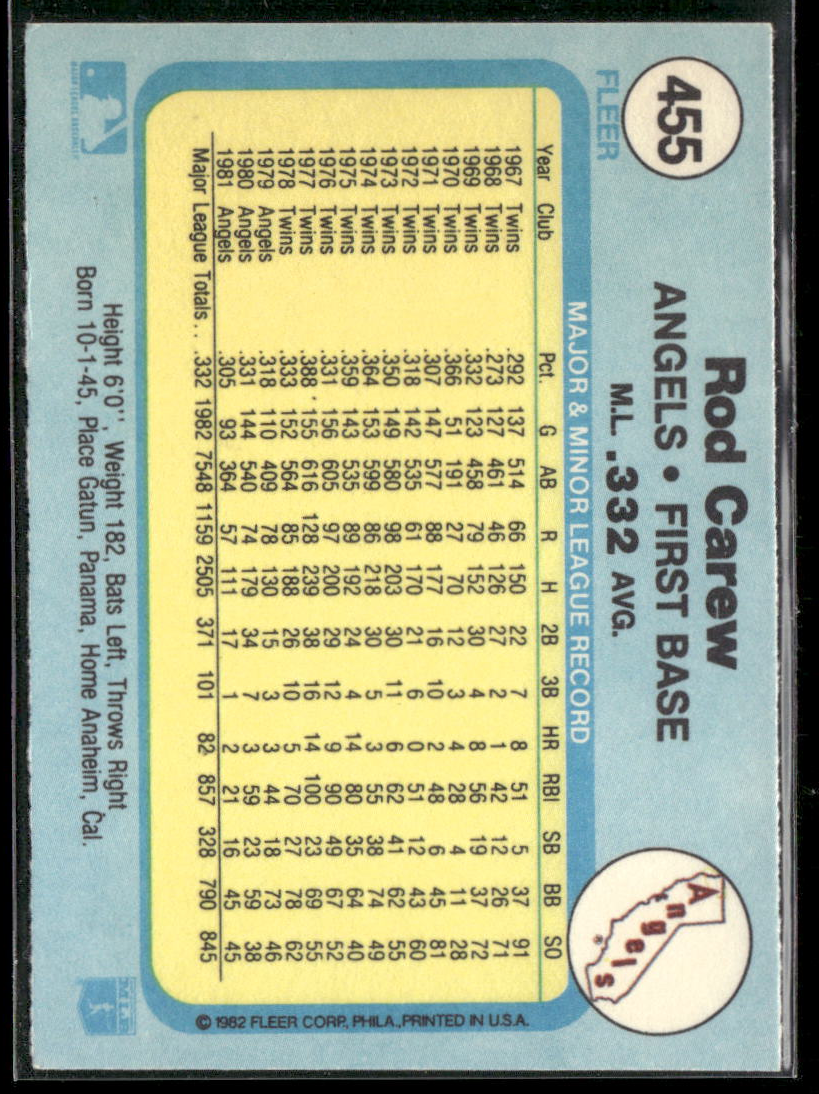 455
FLEER
Rod Carew
ANGELS • FIRST BASE
M.L. .332 AVG.
Angels
®
MAJOR & MINOR LEAGUE RECORD
Year Club Pct. G AB R H 2B 3B HR RBI SB BB SO
1967 Twins .292 137 514 66 150 22 7 8 51 5 37 91
1968 Twins .273 127 461 46 126 27 2 1 42 12 26 71
1969 Twins .332 123 458 79 152 30 4 8 56 19 37 72
1970 Twins .366 51 191 27 70 12 3 4 28 4 11 28
1971 Twins .307 147 577 88 177 16 10 2 48 6 45 81
1972 Twins .318 142 535 61 170 21 6 0 51 12 43 60
1973 Twins .350 149 580 98 203 30 11 6 62 41 62 55
1974 Twins .364 153 599 86 218 30 5 3 55 38 74 49
1975 Twins .359 143 535 89 192 24 4 14 80 35 64 40
1976 Twins .331 156 605 97 200 29 12 9 90 49 67 52
1977 Twins .388 155 616 128 239 38 16 14 100 23 69 55
1978 Twins .333 152 564 85 188 26 10 5 70 27 78 62
1979 Angels .318 110 409 78 130 15 3 3 44 18 73 46
1980 Angels .331 144 540 74 179 34 7 3 59 23 59 38
1981 Angels .305 93 364 57 111 17 1 2 21 16 45 45
Major League Totals . . .332 1982 7548 1159 2505 371 101 82 857 328 790 845
© 1982 FLEER CORP., PHILA., PRINTED IN U.S.A.
MAJOR LEAGUE BASEBALL
Height 6'0'', Weight 182, Bats Left, Throws Right
Born 10-1-45, Place Gatun, Panama, Home Anaheim, Cal.